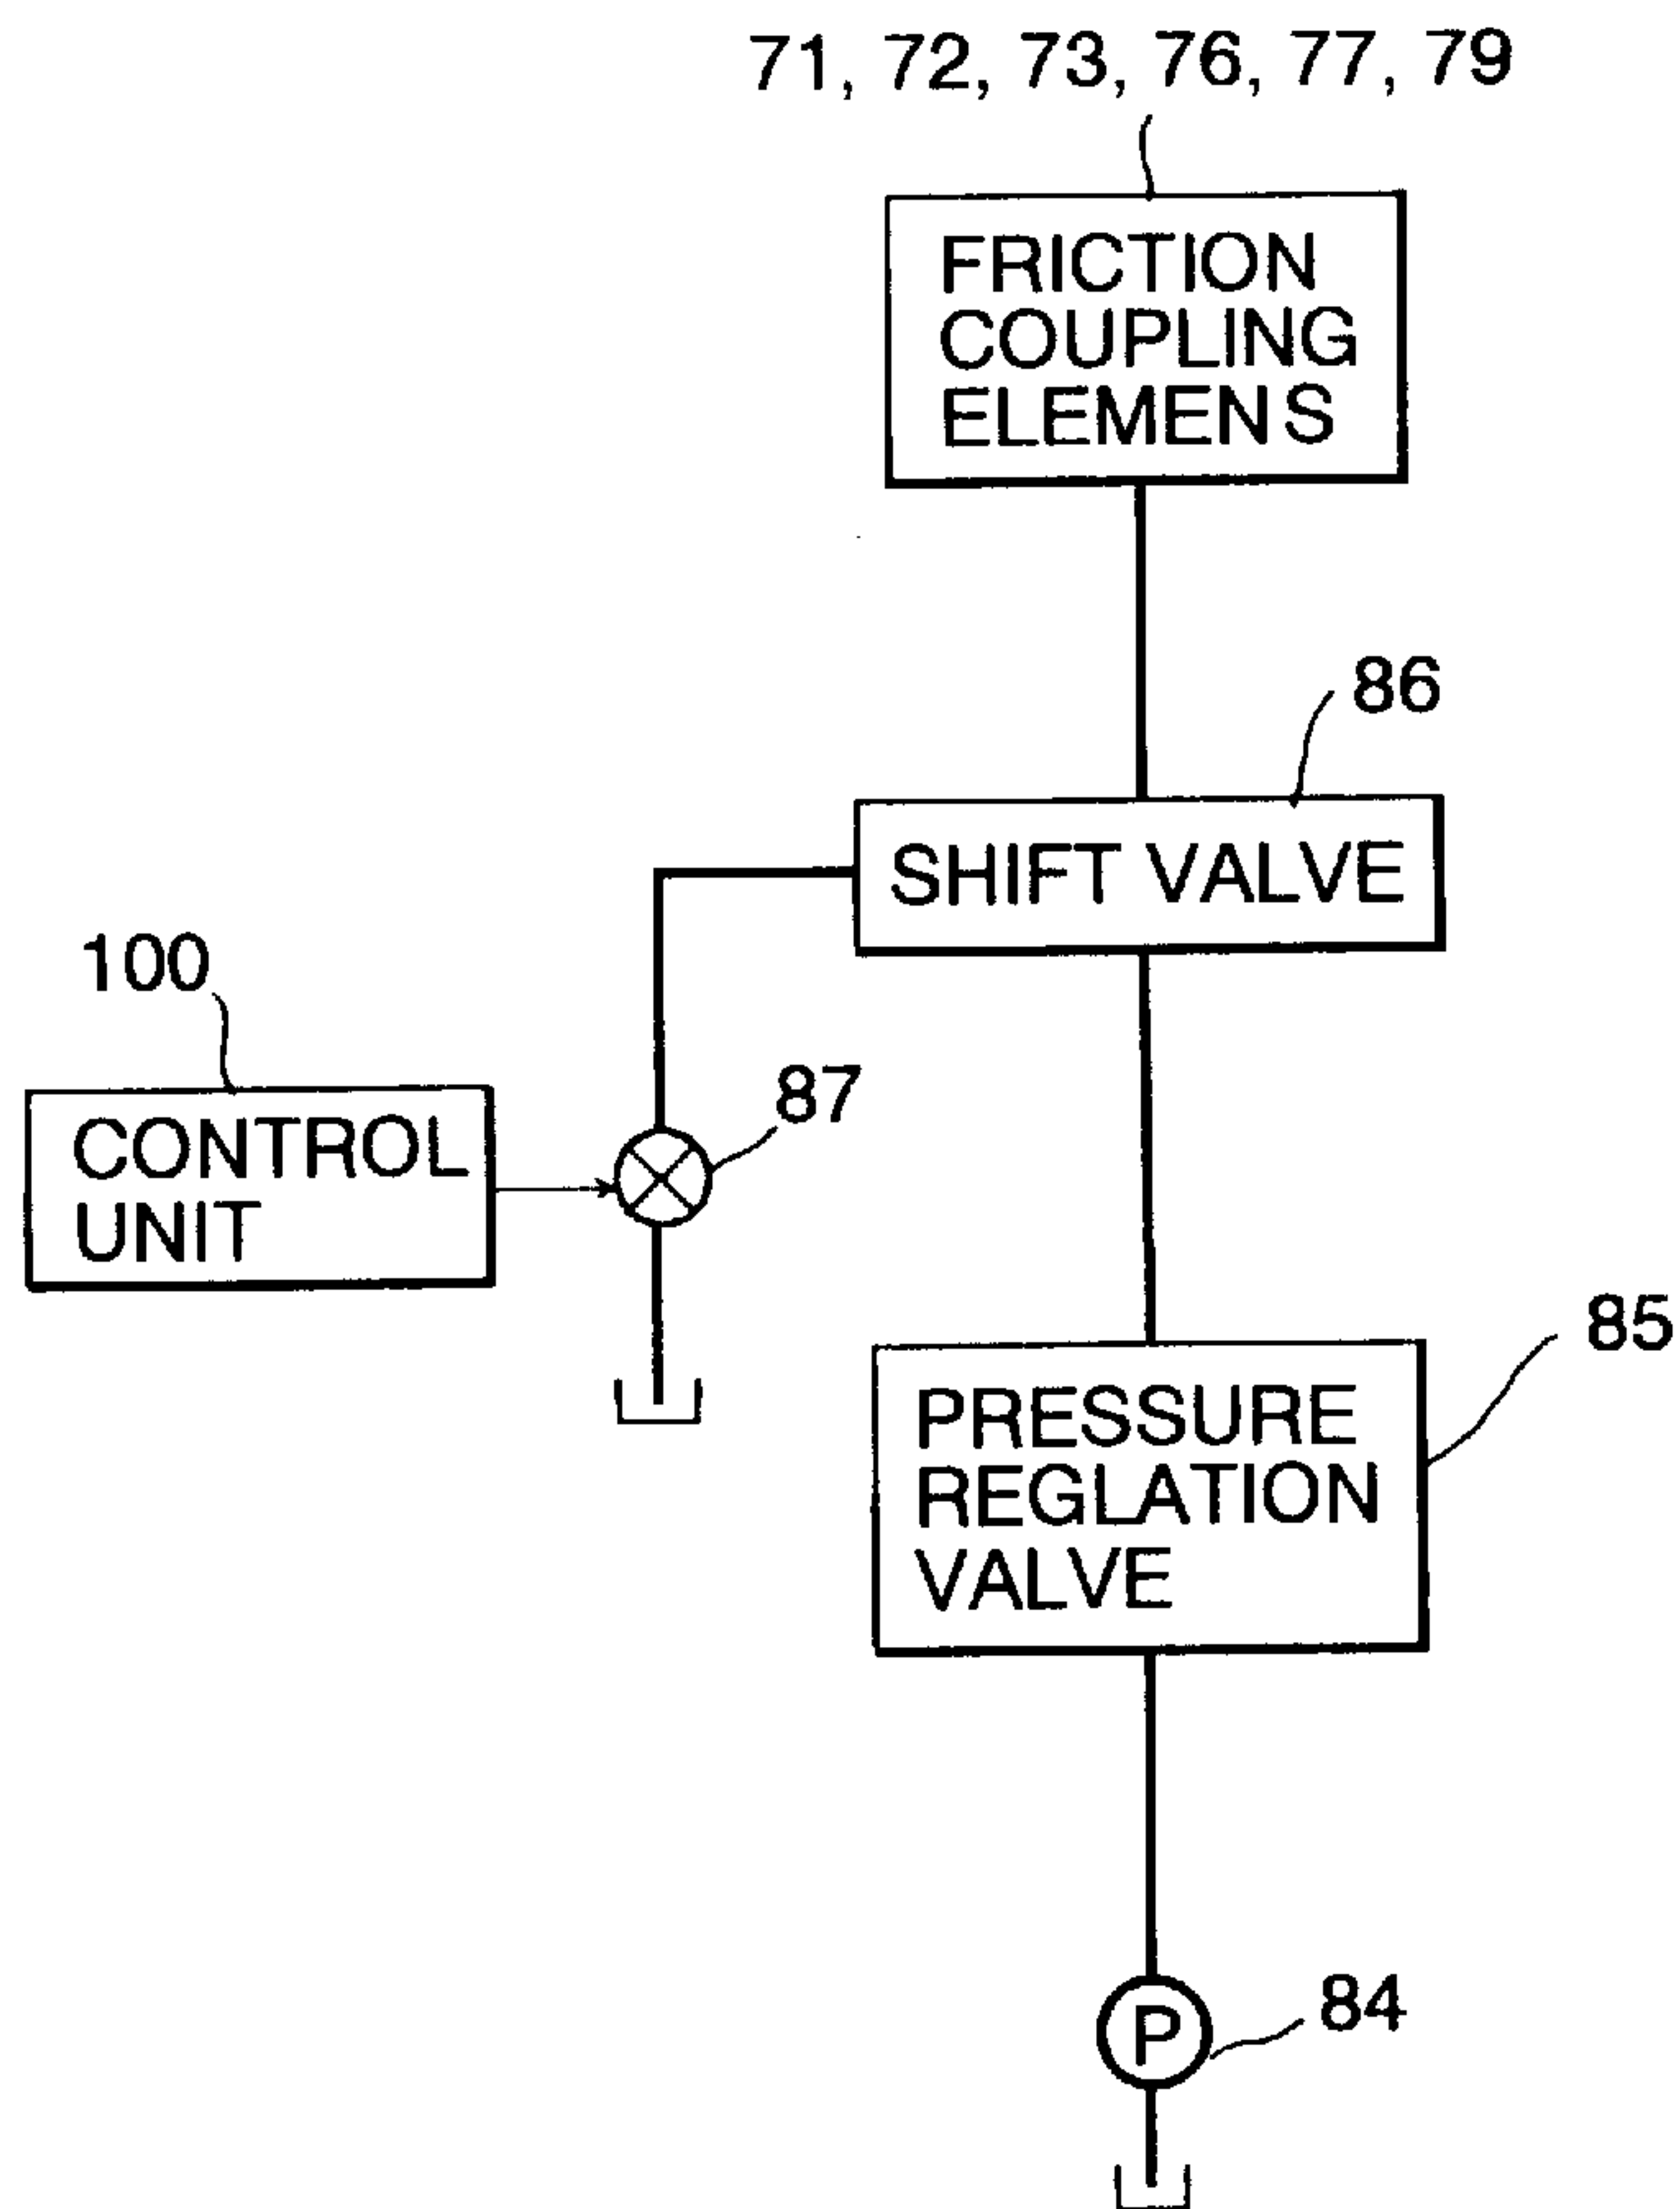 71, 72, 73, 76, 77, 79
FRICTION
COUPLING
ELEMENS
86
SHIFT VALVE
100
87
CONTROL
UNIT
85
PRESSURE
REGLATION
VALVE
84
P